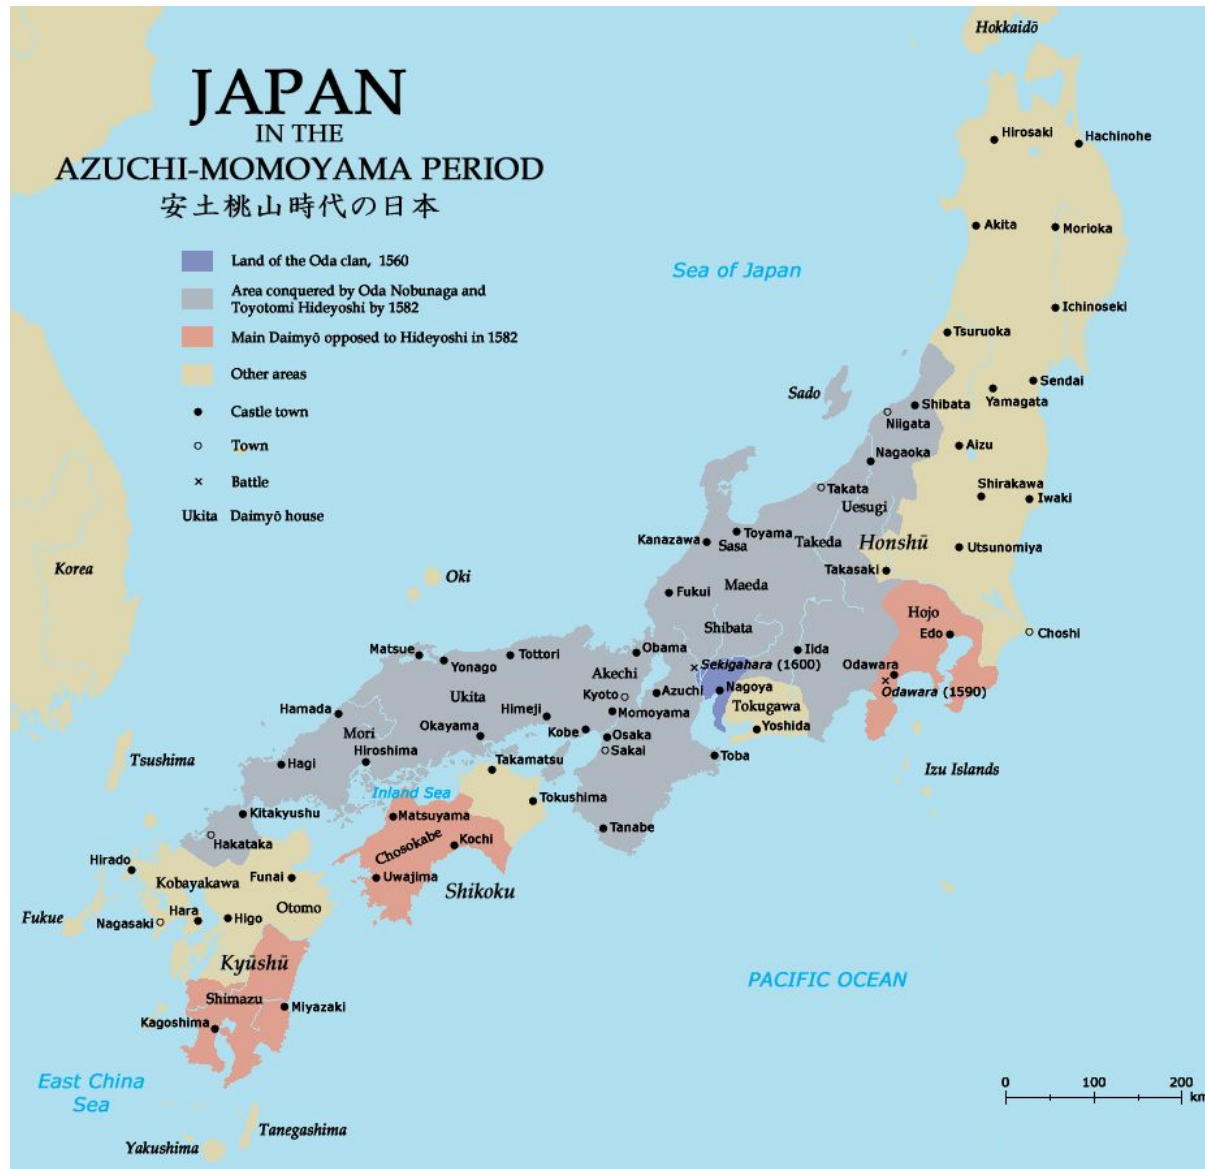 JAPAN
IN THE
AZUCHI-MOMOYAMA PERIOD
安土桃山時代の日本
Land of the Oda clan, 1560
Area conquered by Oda Nobunaga and
Toyotomi Hideyoshi by 1582
Main Daimyō opposed to Hideyoshi in 1582
Other areas
Castle town
Town
Battle
Ukita Daimyō house
Hokkaidō
Hirosaki
Hachinohe
Akita
Morioka
Sea of Japan
Ichinoseki
Tsuruoka
Sendai
Sado
Yamagata
Shibata
Niigata
Aizu
Nagaoka
Shirakawa
Takata
Iwaki
Uesugi
Toyama
Kanazawa
Sasa
Takeda
Honshū
Utsunomiya
Korea
Takasaki
Oki
Maeda
Fukui
Hojo
Shibata
Edo
Choshi
Matsue
Yonago
Tottori
Obama
Iida
Sekigahara (1600)
Odawara
Akechi
Ukita
Kyoto
Azuchi
Nagoya
Odawara (1590)
Hamada
Himeji
Momoyama
Tokugawa
Okayama
Mori
Kobe
Osaka
Yoshida
Hiroshima
Sakai
Tsushima
Hagi
Takamatsu
Toba
Izu Islands
Inland Sea
Tokushima
Kitakyushu
Matsuyama
Tanabe
Hakataka
Chosokabe
Kochi
Hirado
Kobayakawa
Funai
Uwajima
Shikoku
Fukue
Hara
Otomo
Nagasaki
Higo
Kyūshū
PACIFIC OCEAN
Shimazu
Miyazaki
Kagoshima
East China
Sea
0 100 200
km
Tanegashima
Yakushima